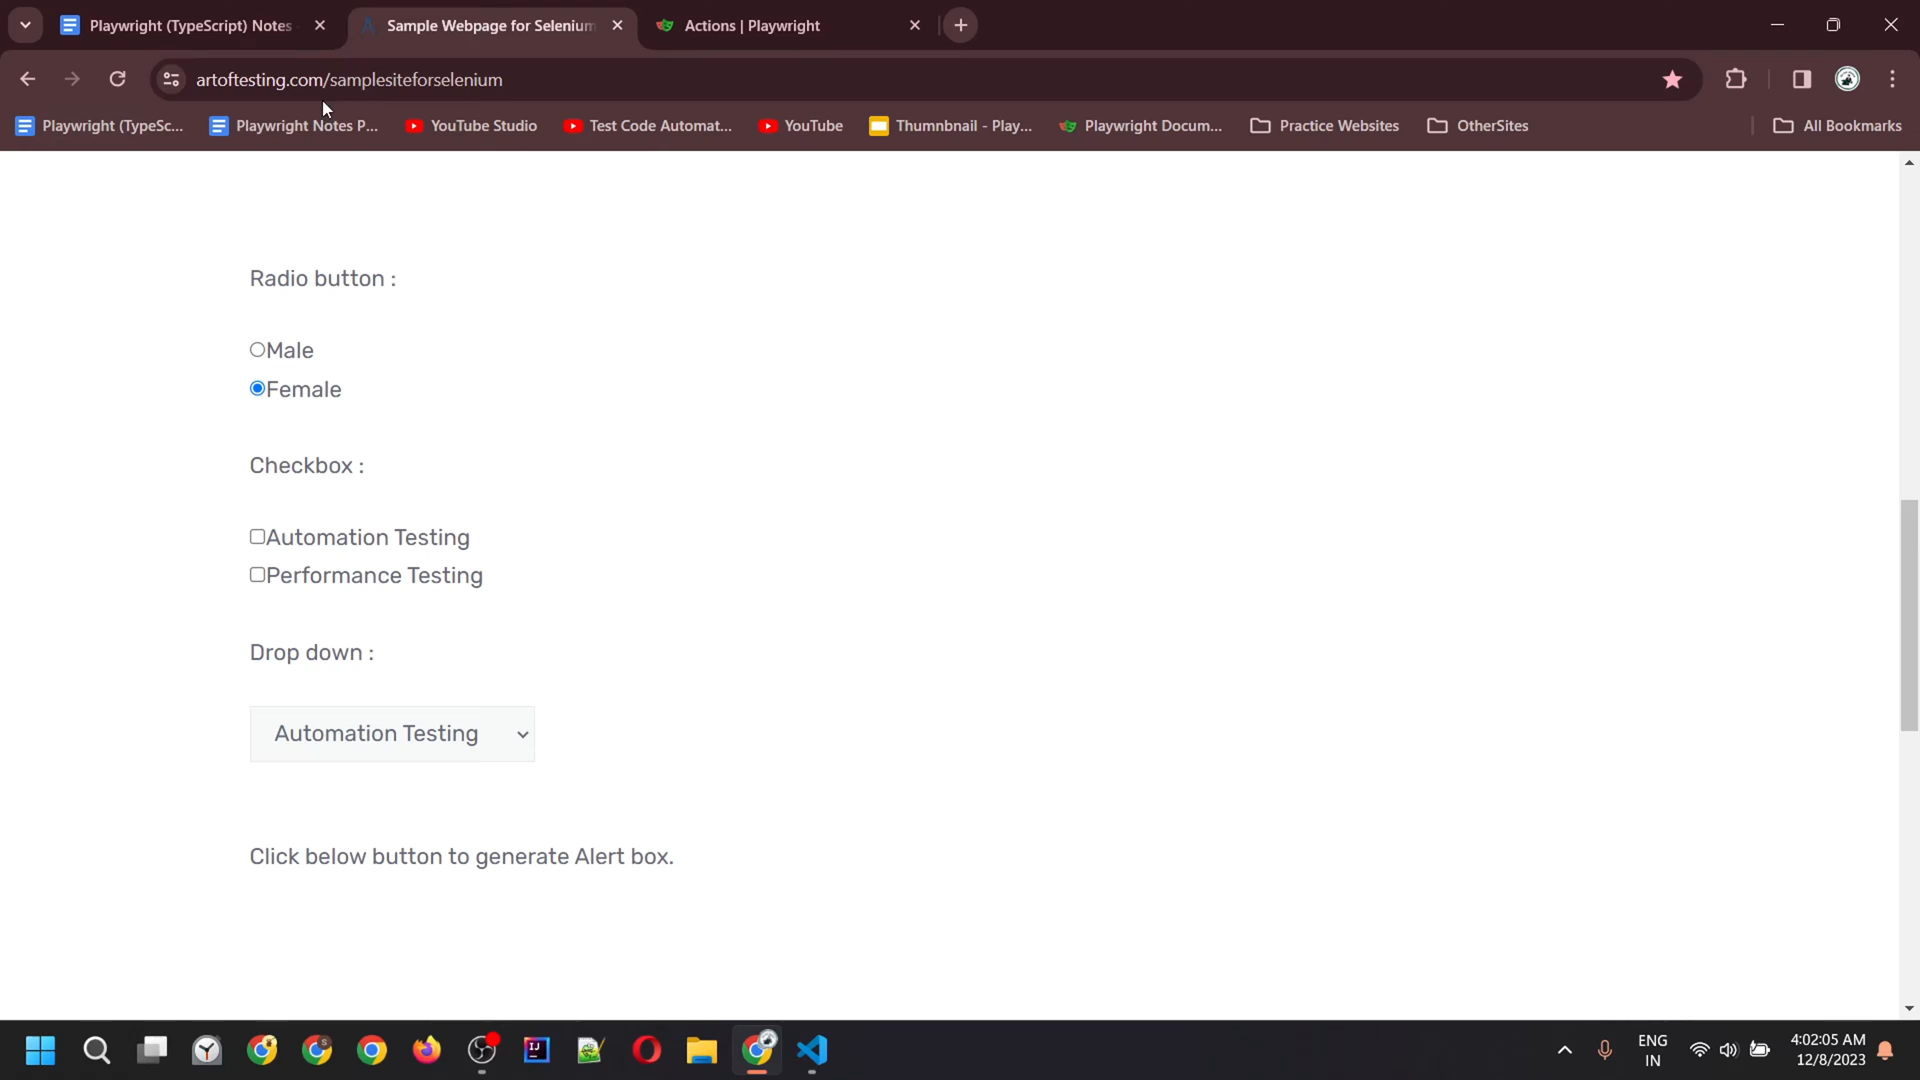 Playwright (TypeScript) Notes
Sample Webpage for Selenium
Actions | Playwright
artoftesting.com/samplesiteforselenium
Playwright (TypeSc...
Playwright Notes P...
YouTube Studio
Test Code Automat...
YouTube
Thumnbnail - Play...
Playwright Docum...
Practice Websites
OtherSites
All Bookmarks
Radio button :
Male
Female
Checkbox :
Automation Testing
Performance Testing
Drop down :
Automation Testing
Click below button to generate Alert box.
ENG
IN
4:02:05 AM
12/8/2023